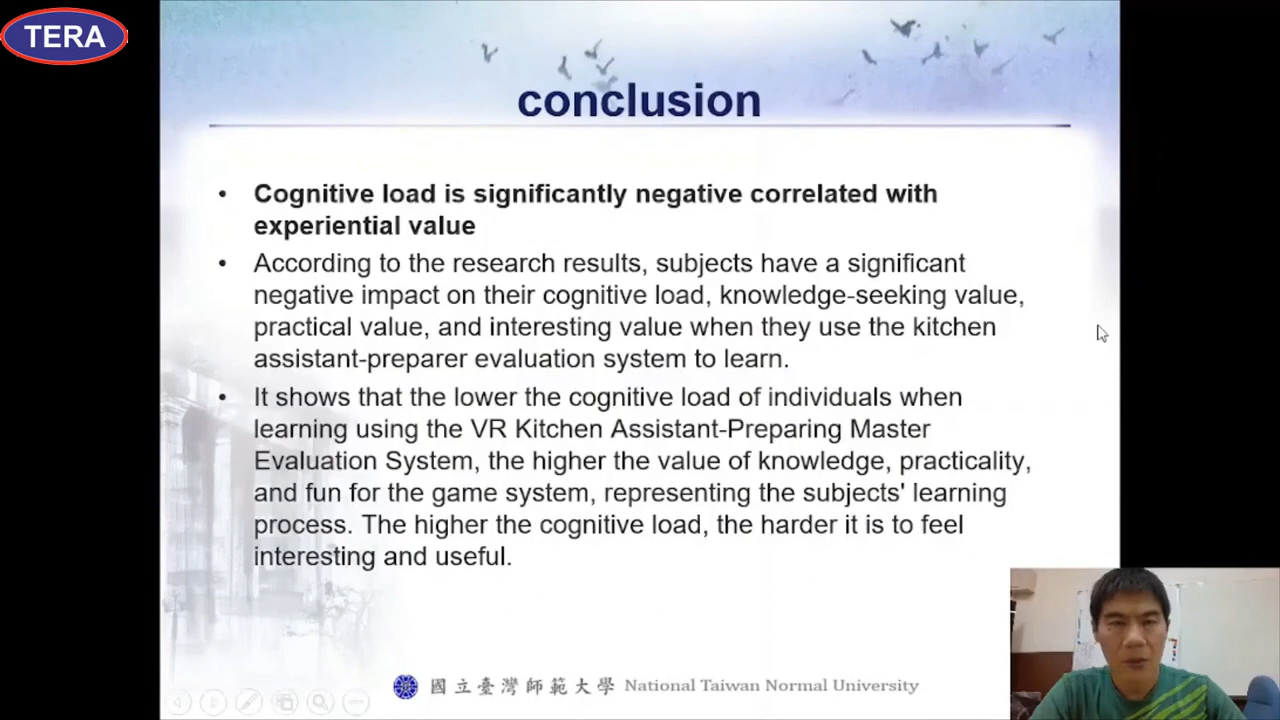 TERA
conclusion
• Cognitive load is significantly negative correlated with
experiential value
• According to the research results, subjects have a significant
negative impact on their cognitive load, knowledge-seeking value,
practical value, and interesting value when they use the kitchen
assistant-preparer evaluation system to learn.
• It shows that the lower the cognitive load of individuals when
learning using the VR Kitchen Assistant-Preparing Master
Evaluation System, the higher the value of knowledge, practicality,
and fun for the game system, representing the subjects' learning
process. The higher the cognitive load, the harder it is to feel
interesting and useful.
國立臺灣師範大學 National Taiwan Normal University